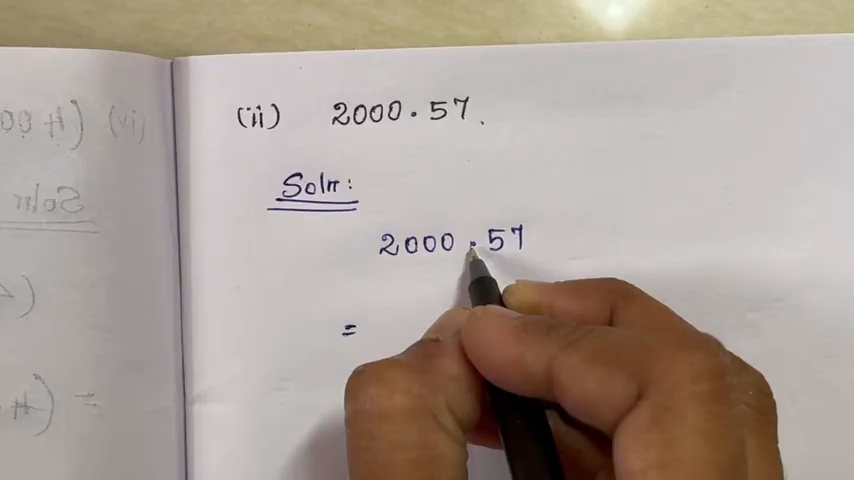 (ii) 2000.57.
Soln:
2000.57
=